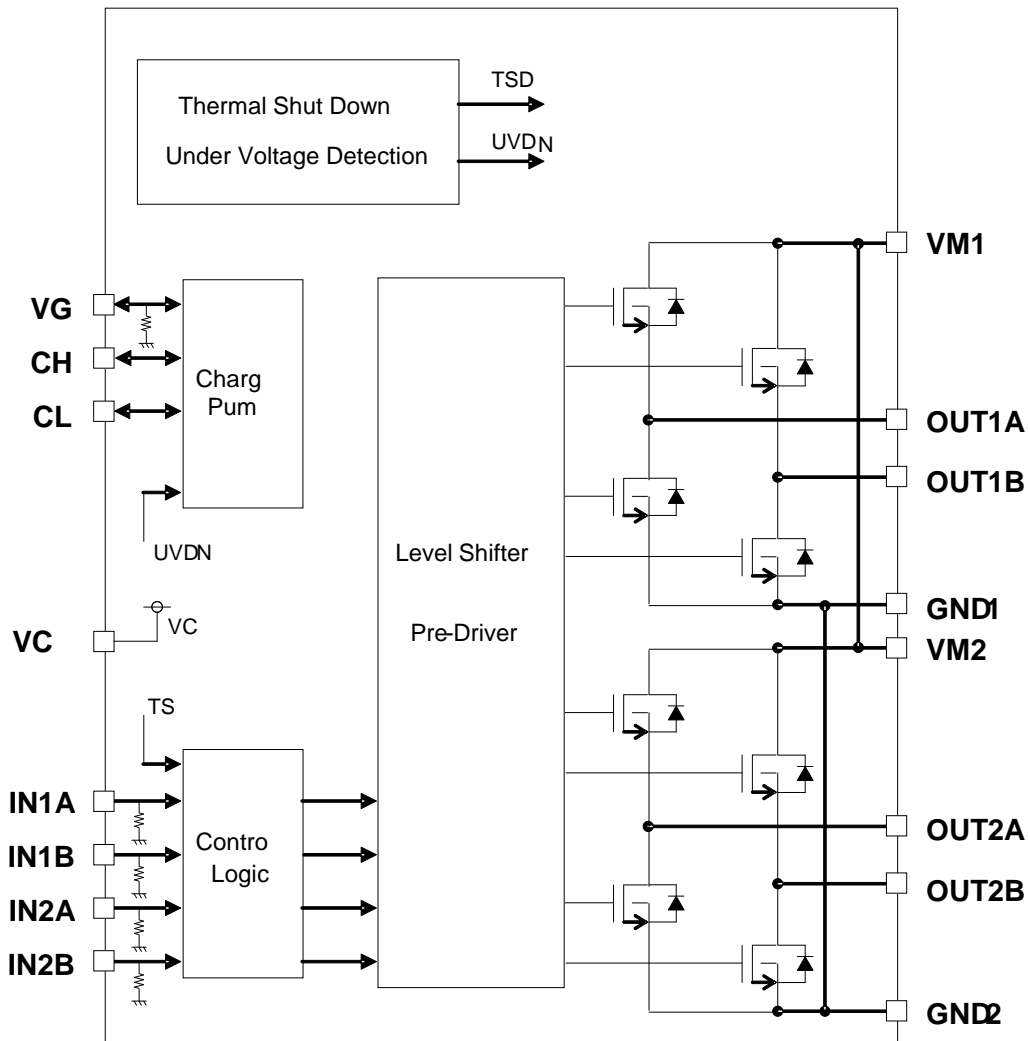 TSD
Thermal Shut Down
UVDN
Under Voltage Detection
VM1
VG
CH
Charg
Pum
CL
OUT1A
OUT1B
UVDN
Level Shifter
GND1
VC
VC
Pre-Driver
VM2
TS
IN1A
OUT2A
IN1B
Contro
Logic
OUT2B
IN2A
IN2B
GND2